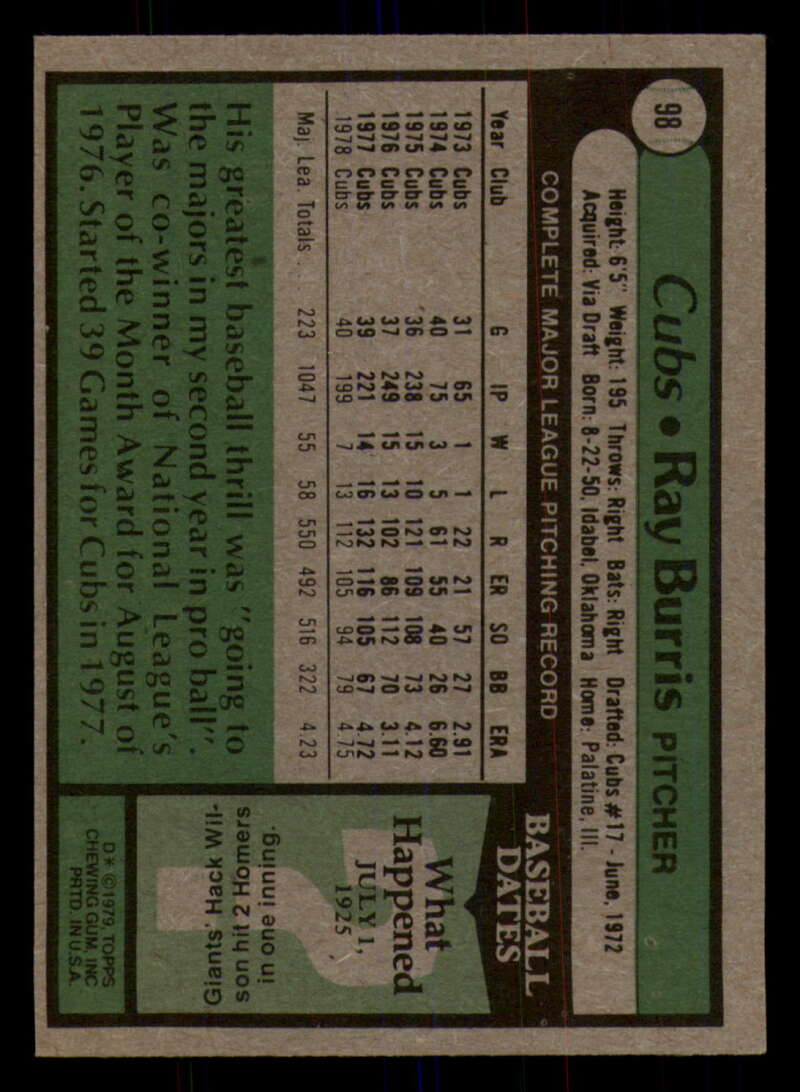 98
Cubs • Ray Burris PITCHER
Height: 6'5" Weight: 195 Throws: Right Bats: Right Drafted: Cubs #17 - June, 1972
Acquired: Via Draft Born: 8-22-50, Idabel, Oklahoma Home: Palatine, Ill.
COMPLETE MAJOR LEAGUE PITCHING RECORD
Year Club G IP W L R ER SO BB ERA
1973 Cubs 31 65 1 1 22 21 57 27 2.91
1974 Cubs 40 75 3 5 61 55 40 26 6.60
1975 Cubs 36 238 15 10 121 109 108 73 4.12
1976 Cubs 37 249 15 13 102 86 112 70 3.11
1977 Cubs 39 221 14 16 132 116 105 67 4.72
1978 Cubs 40 199 7 13 112 105 94 79 4.75
Maj. Lea. Totals . . 223 1047 55 58 550 492 516 322 4.23
His greatest baseball thrill was "going to
the majors in my second year in pro ball".
Was co-winner of National League's
Player of the Month Award for August of
1976. Started 39 Games for Cubs in 1977.
BASEBALL
DATES
What
Happened
JULY 1,
1925
Giants' Hack Wil-
son hit 2 Homers
in one inning.
D* © 1979, TOPPS
CHEWING GUM, INC
PRTD. IN U.S.A.